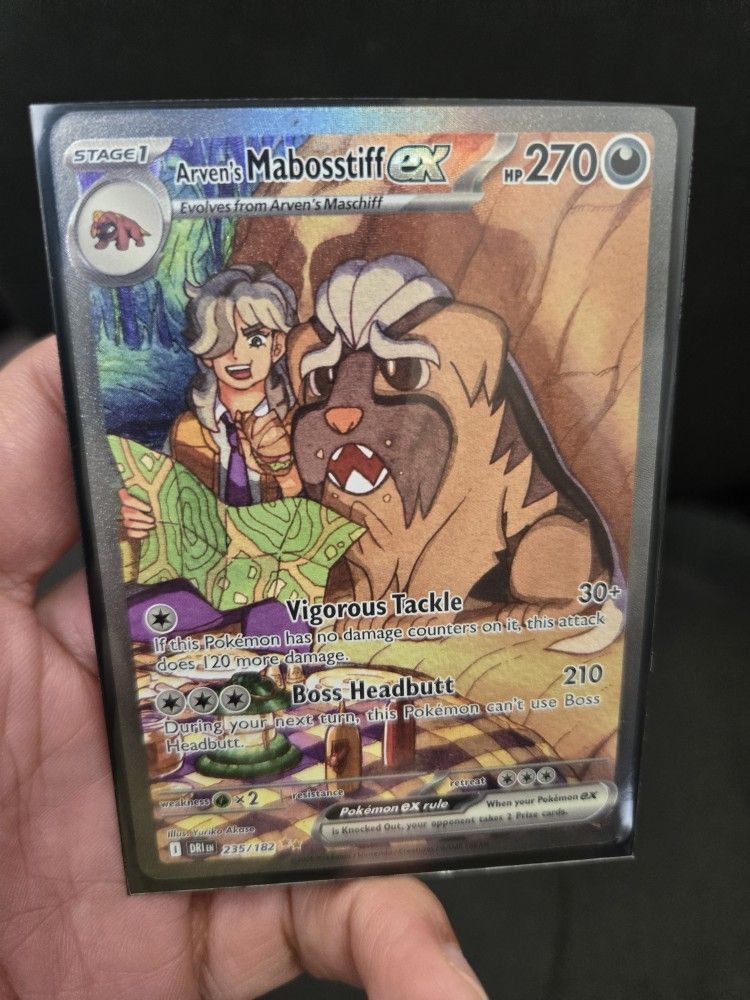 STAGE 1
Arven's Mabosstiff ex
HP 270
Evolves from Arven's Maschiff
Vigorous Tackle 30+
If this Pokémon has no damage counters on it, this attack
does 120 more damage.
Boss Headbutt 210
During your next turn, this Pokémon can't use Boss
Headbutt.
weakness ×2 resistance retreat
Pokémon ex rule When your Pokémon ex
is Knocked Out, your opponent takes 2 Prize cards.
Illus. Yuriko Akase
I DRI EN 235/182